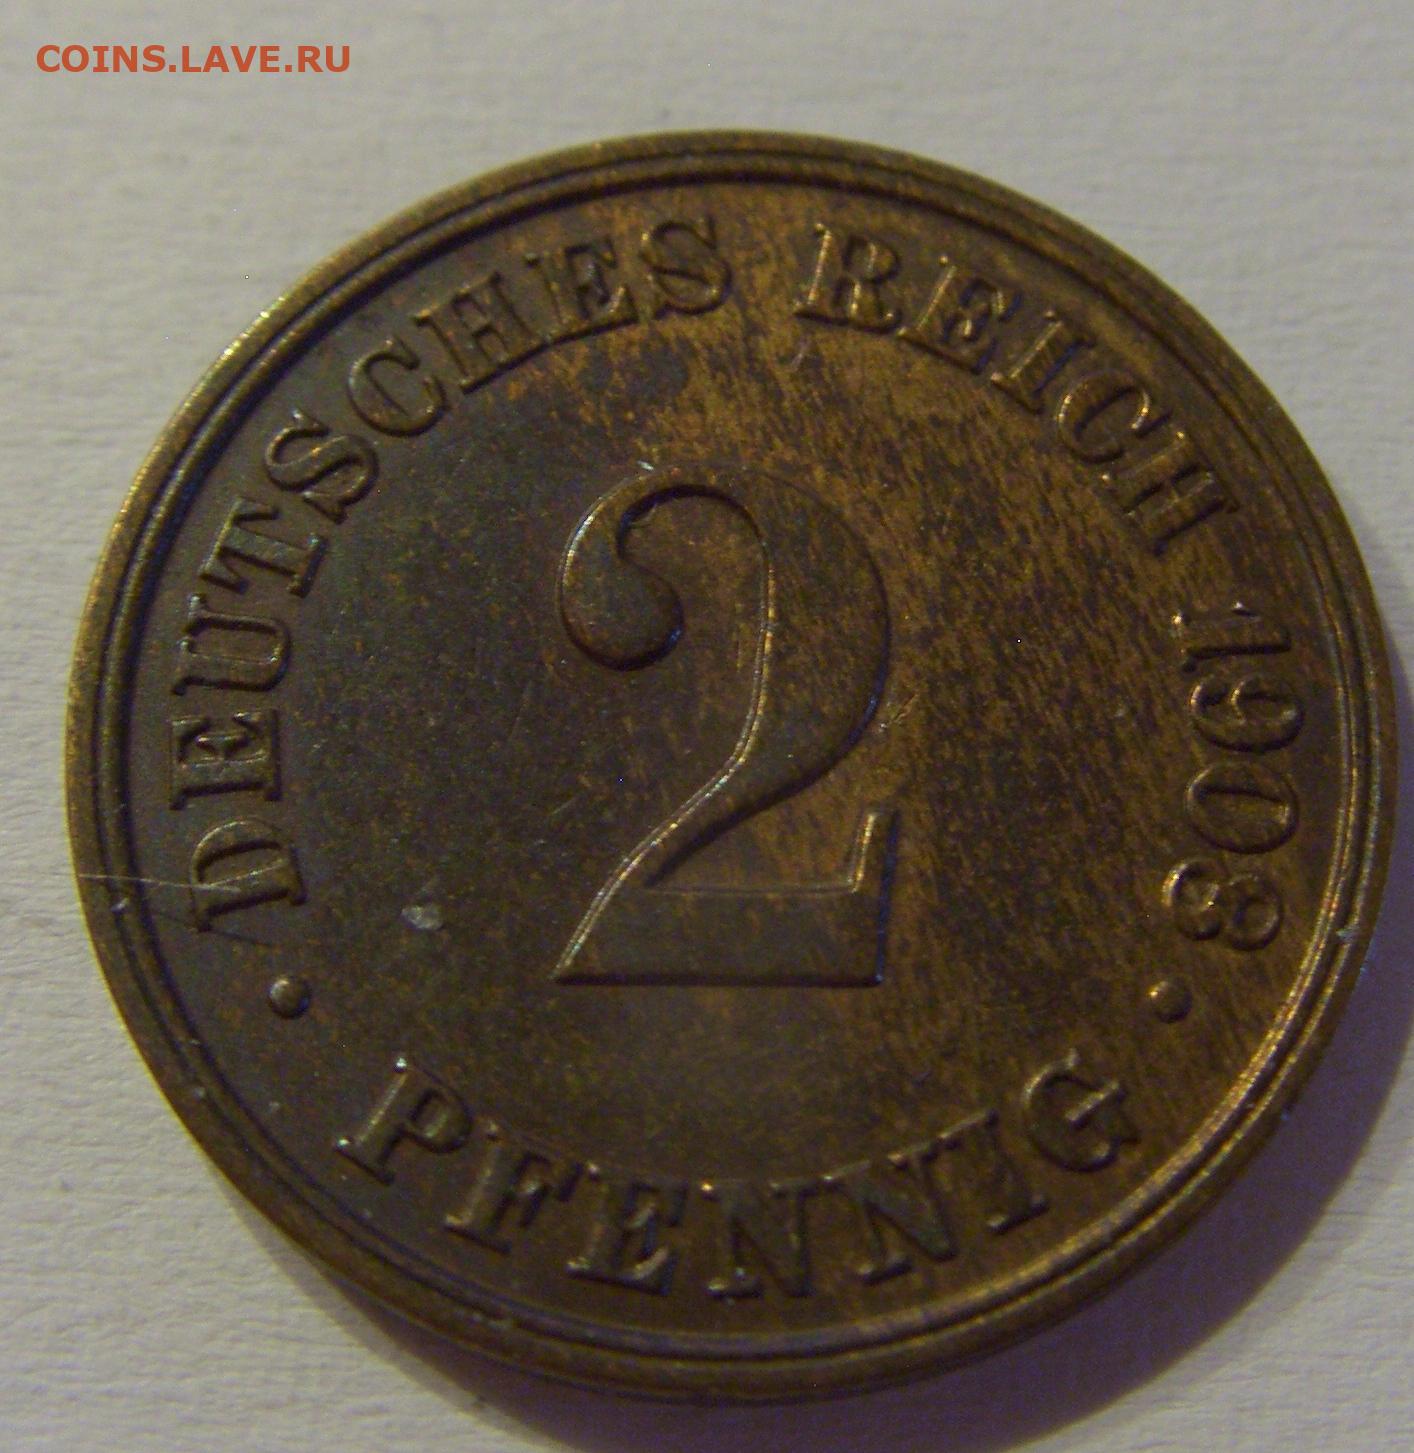 COINS.LAVE.RU
DEUTSCHES REICH 1908
2
· PFENNIG ·